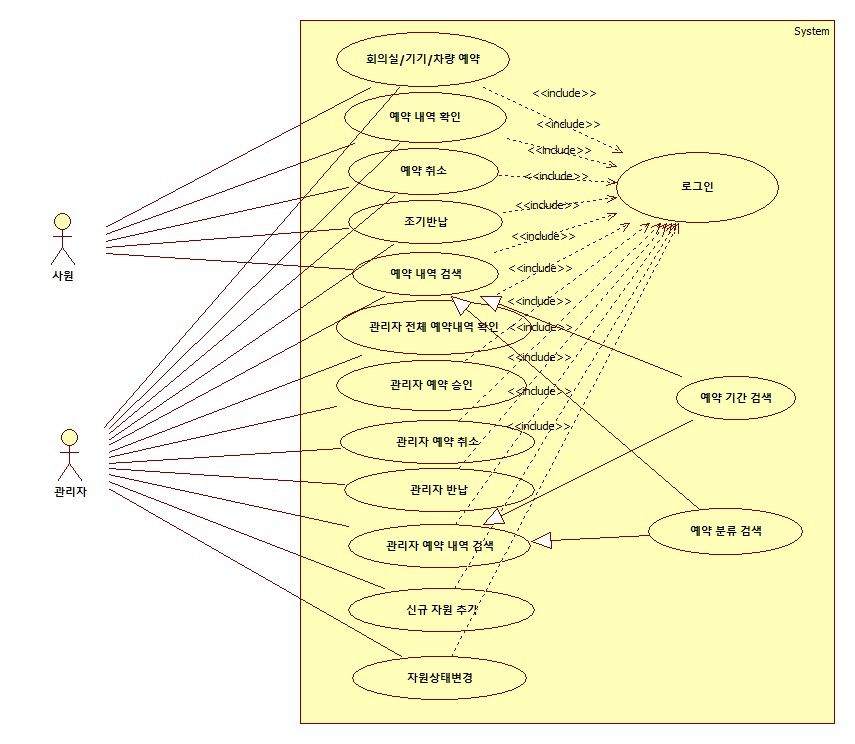 System
회의실/기기/차량 예약
<<include>>
예약 내역 확인
<<include>>
<<include>>
예약 취소
<<include>>
로그인
<<include>>
조기반납
<<include>>
사원
예약 내역 검색
<<include>>
<<include>>
관리자 전체 예약내역 확인
<<include>>
<<include>>
관리자 예약 승인
<<include>>
예약 기간 검색
<<include>>
관리자 예약 취소
관리자
관리자 반납
예약 분류 검색
관리자 예약 내역 검색
신규 자원 추가
자원상태변경